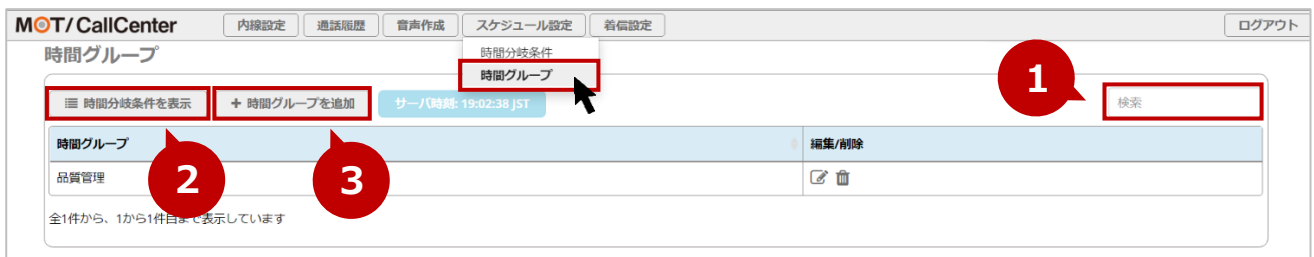 MOT/CallCenter 内線設定 通話履歴 音声作成 スケジュール設定 着信設定 ログアウト
時間グループ
時間分岐条件
時間グループ
1
時間分岐条件を表示 + 時間グループを追加 サーバ時刻: 19:02:38 JST 検索
時間グループ 編集/削除
品質管理
2
3
全1件から、1から1件目まで表示しています